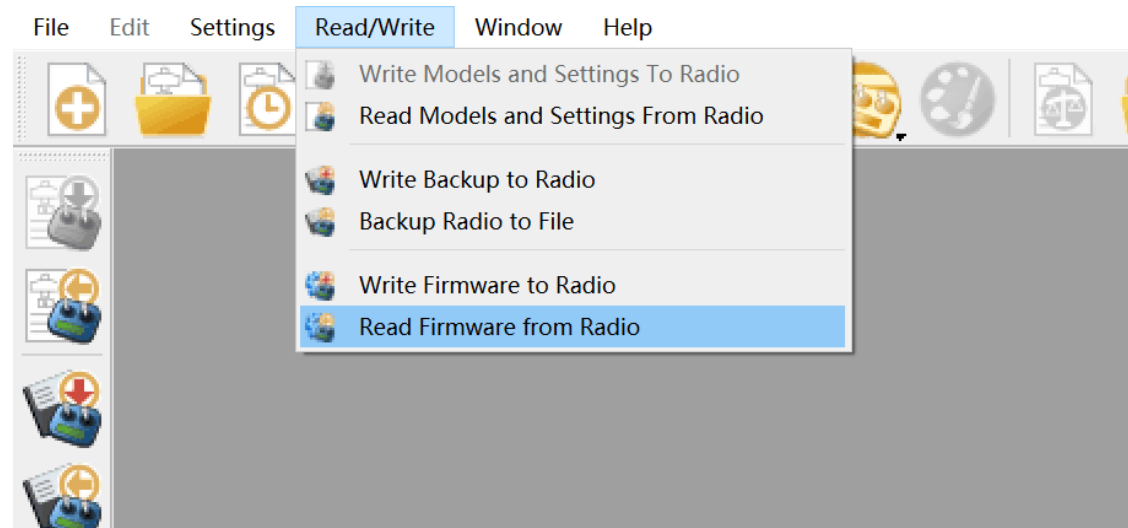 File Edit Settings Read/Write Window Help
Write Models and Settings To Radio
Read Models and Settings From Radio
Write Backup to Radio
Backup Radio to File
Write Firmware to Radio
Read Firmware from Radio